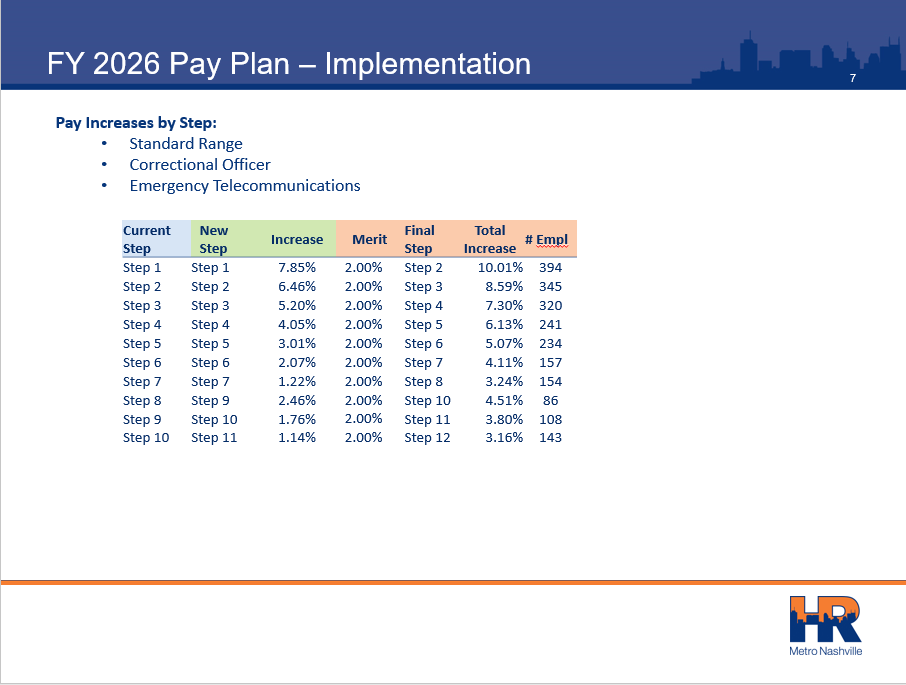 FY 2026 Pay Plan – Implementation
7
Pay Increases by Step:
• Standard Range
• Correctional Officer
• Emergency Telecommunications
Current Step New Step Increase Merit Final Step Total Increase # Empl
Step 1 Step 1 7.85% 2.00% Step 2 10.01% 394
Step 2 Step 2 6.46% 2.00% Step 3 8.59% 345
Step 3 Step 3 5.20% 2.00% Step 4 7.30% 320
Step 4 Step 4 4.05% 2.00% Step 5 6.13% 241
Step 5 Step 5 3.01% 2.00% Step 6 5.07% 234
Step 6 Step 6 2.07% 2.00% Step 7 4.11% 157
Step 7 Step 7 1.22% 2.00% Step 8 3.24% 154
Step 8 Step 9 2.46% 2.00% Step 10 4.51% 86
Step 9 Step 10 1.76% 2.00% Step 11 3.80% 108
Step 10 Step 11 1.14% 2.00% Step 12 3.16% 143
HR
Metro Nashville